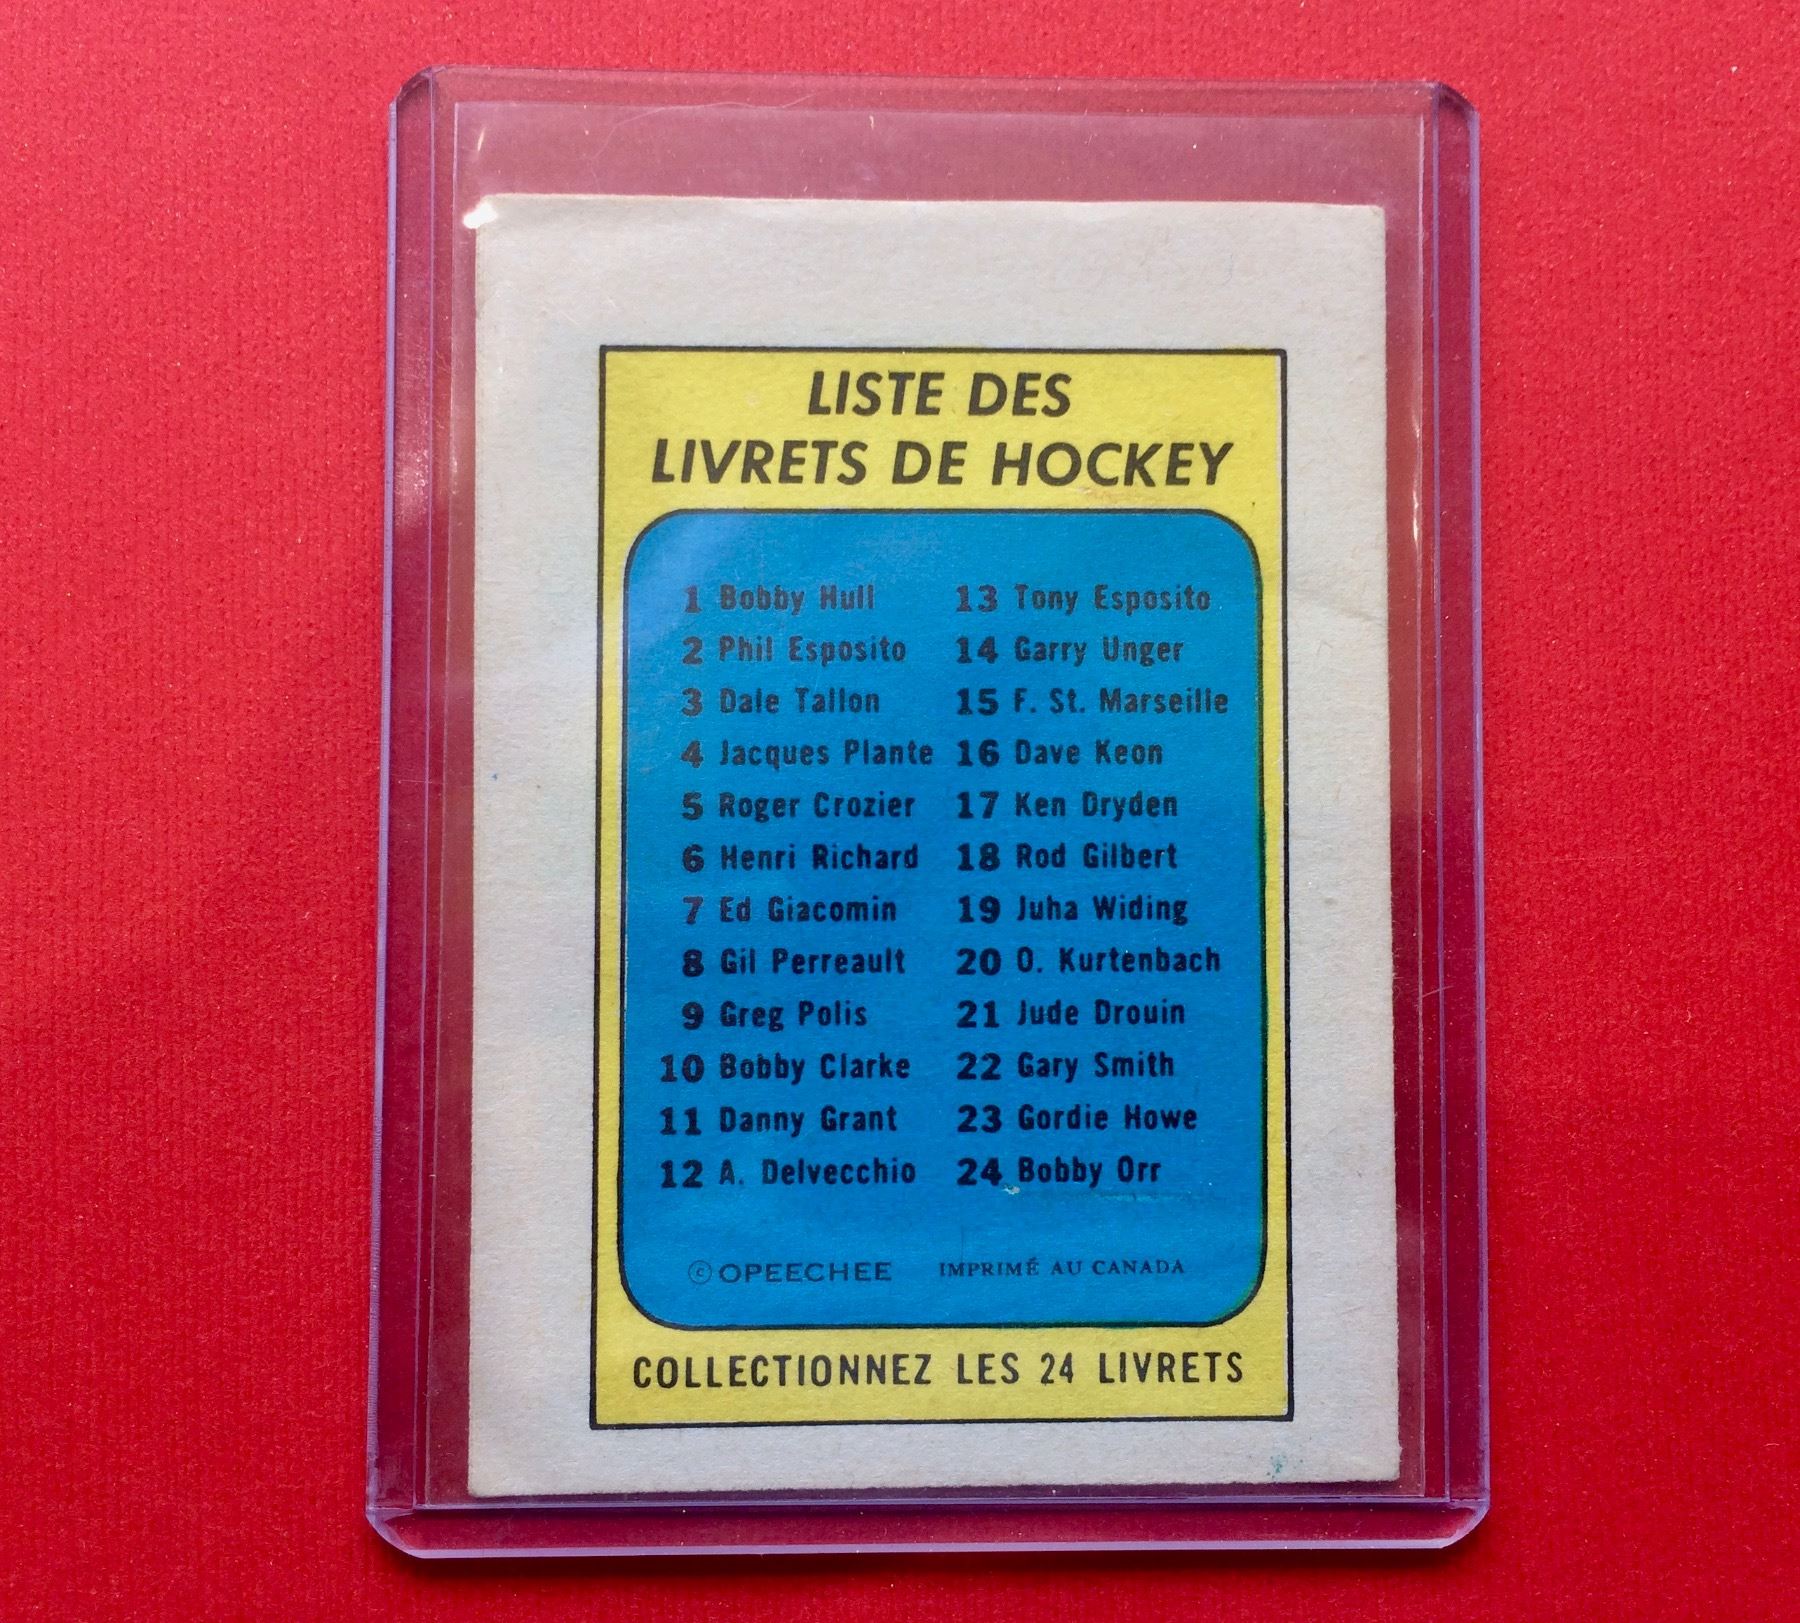 LISTE DES
LIVRETS DE HOCKEY
1 Bobby Hull
2 Phil Esposito
3 Dale Tallon
4 Jacques Plante
5 Roger Crozier
6 Henri Richard
7 Ed Giacomin
8 Gil Perreault
9 Greg Polis
10 Bobby Clarke
11 Danny Grant
12 A. Delvecchio
13 Tony Esposito
14 Garry Unger
15 F. St. Marseille
16 Dave Keon
17 Ken Dryden
18 Rod Gilbert
19 Juha Widing
20 O. Kurtenbach
21 Jude Drouin
22 Gary Smith
23 Gordie Howe
24 Bobby Orr
© OPEECHEE IMPRIMÉ AU CANADA
COLLECTIONNEZ LES 24 LIVRETS